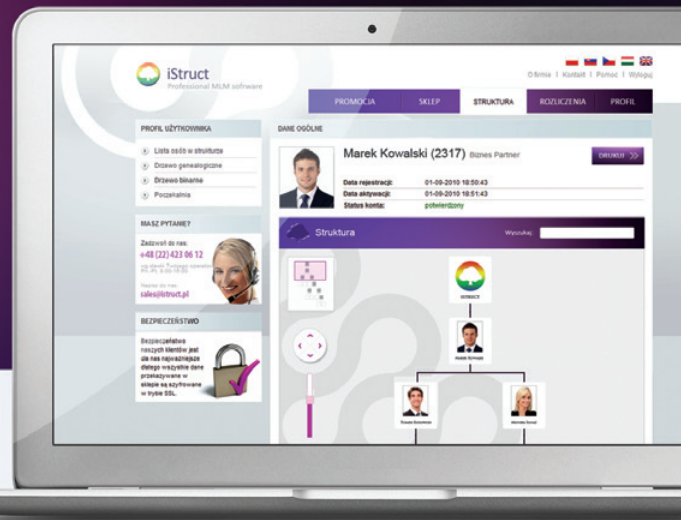 iStruct
Professional MLM sofrware
O firmie | Kontakt | Pomoc | Wyloguj
PROMOCJA SKLEP STRUKTURA ROZLICZENIA PROFIL
PROFIL UŻYTKOWNIKA
Lista osób w strukturze
Drzewo genealogiczne
Drzewo binarne
Poczekalnia
MASZ PYTANIE?
Zadzwoń do nas:
+48 (22) 423 06 12
Napisz do nas
sales@istruct.pl
BEZPIECZEŃSTWO
Bezpieczeństwo
naszych klientów jest
dla nas najważniejsze
dlatego wszystkie dane
przekazywane w
sklepie są szyfrowane
w trybie SSL.
DANE OGÓLNE
Marek Kowalski (2317) Biznes Partner
DRUKUJ
Data rejestracji: 01-09-2010 18:50:43
Data aktywacji: 01-09-2010 18:51:43
Status konta: potwierdzony
Struktura
Wyszukaj:
ISTRUCT